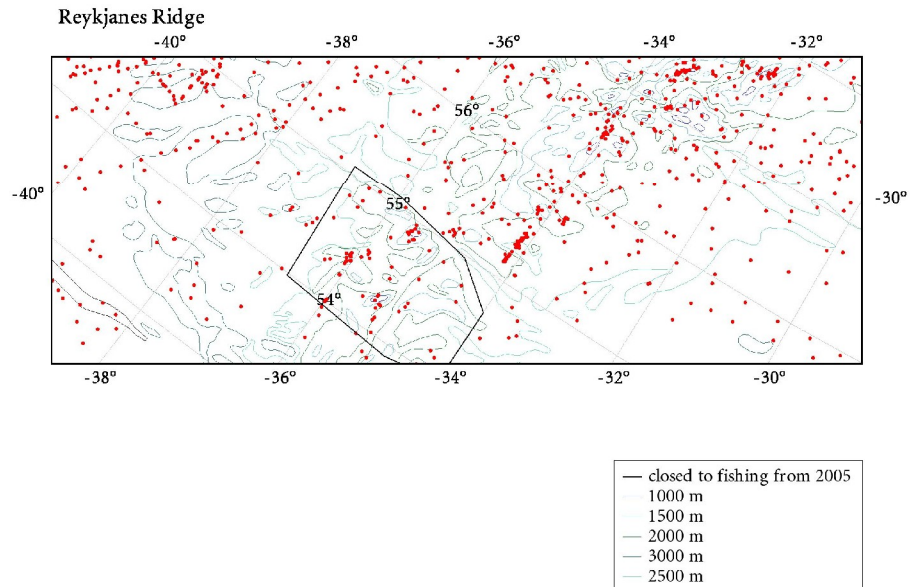 Reykjanes Ridge
-40°
-38°
-36°
-34°
-32°
56°
-40°
55°
-30°
54°
-38°
-36°
-34°
-32°
-30°
closed to fishing from 2005
1000 m
1500 m
2000 m
3000 m
2500 m